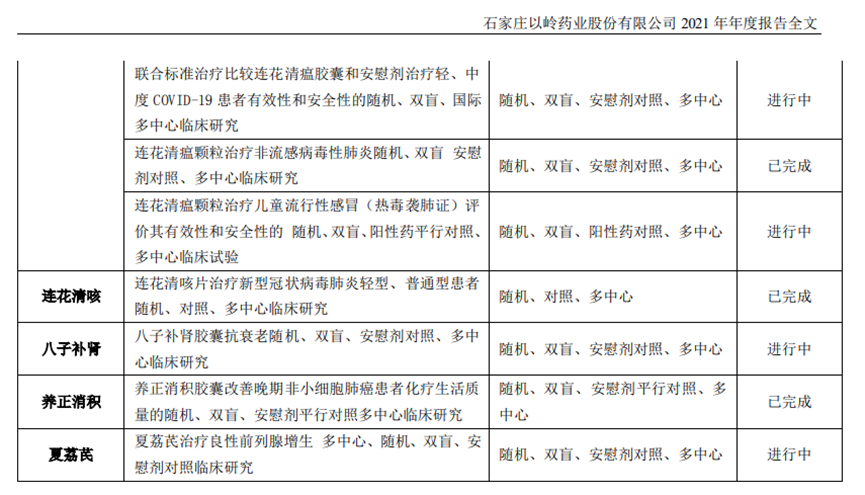 石家庄以岭药业股份有限公司 2021 年年度报告全文
联合标准治疗比较连花清瘟胶囊和安慰剂治疗轻、中
度 COVID-19 患者有效性和安全性的随机、双盲、国际
多中心临床研究
随机、双盲、安慰剂对照、多中心
进行中
连花清瘟颗粒治疗非流感病毒性肺炎随机、双盲 安慰
剂对照、多中心临床研究
随机、双盲、安慰剂对照、多中心
已完成
连花清瘟颗粒治疗儿童流行性感冒（热毒袭肺证）评
价其有效性和安全性的 随机、双盲、阳性药平行对照、
多中心临床试验
随机、双盲、阳性药对照、多中心
进行中
连花清咳
连花清咳片治疗新型冠状病毒肺炎轻型、普通型患者
随机、对照、多中心临床研究
随机、对照、多中心
已完成
八子补肾
八子补肾胶囊抗衰老随机、双盲、安慰剂对照、多中
心临床研究
随机、双盲、安慰剂对照、多中心
进行中
养正消积
养正消积胶囊改善晚期非小细胞肺癌患者化疗生活质
量的随机、双盲、安慰剂平行对照多中心临床研究
随机、双盲、安慰剂平行对照、多
中心
已完成
夏荔芪
夏荔芪治疗良性前列腺增生 多中心、随机、双盲、安
慰剂对照临床研究
随机、双盲、安慰剂对照、多中心
进行中